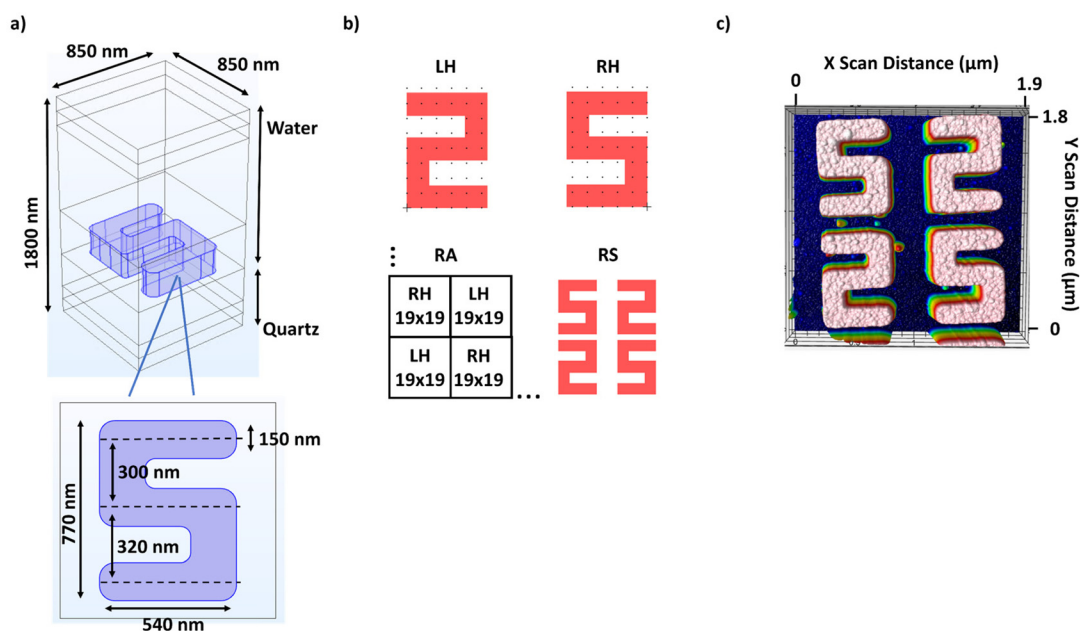 a)
850 nm
850 nm
1800 nm
Water
Quartz
150 nm
300 nm
770 nm
320 nm
540 nm
b)
LH
RH
RA
RS
RH
19x19
LH
19x19
LH
19x19
RH
19x19
c)
X Scan Distance (µm)
0
1.9
1.8
Y Scan Distance (µm)
0
0
1